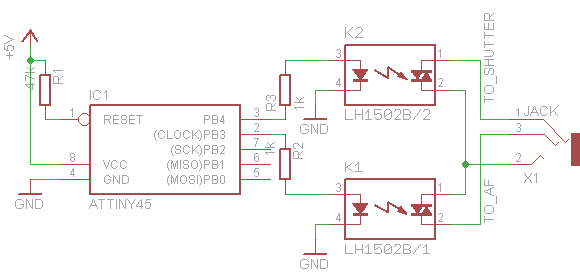 +5V
47k
R1
IC1
1
RESET
PB4
3
(CLOCK)PB3
2
(SCK)PB2
7
8
VCC
(MISO)PB1
6
4
GND
(MOSI)PB0
5
ATTINY45
GND
R3
1k
1k
R2
GND
K2
3
4
1
2
LH1502B/2
TO_SHUTTER
K1
3
4
1
2
LH1502B/1
GND
TO_AF
JACK
1
3
2
X1